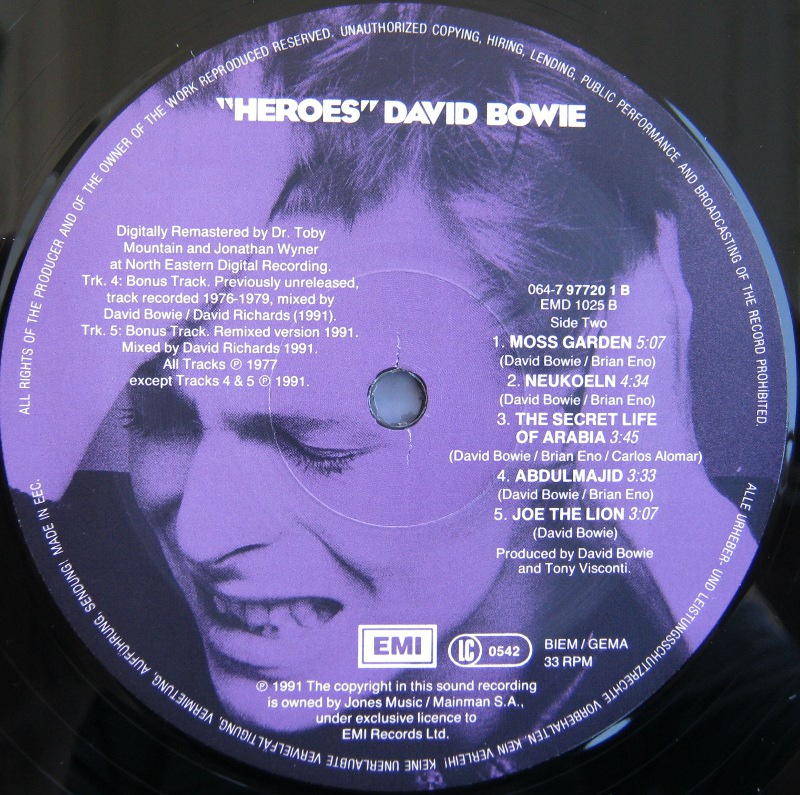 ALL RIGHTS OF THE PRODUCER AND OF THE OWNER OF THE WORK REPRODUCED RESERVED. UNAUTHORIZED COPYING, HIRING, LENDING, PUBLIC PERFORMANCE AND BROADCASTING OF THE RECORD PROHIBITED.
"HEROES" DAVID BOWIE
Digitally Remastered by Dr. Toby
Mountain and Jonathan Wyner
at North Eastern Digital Recording.
Trk. 4: Bonus Track. Previously unreleased,
track recorded 1976-1979, mixed by
David Bowie / David Richards (1991).
Trk. 5: Bonus Track. Remixed version 1991.
Mixed by David Richards 1991.
All Tracks ℗ 1977
except Tracks 4 & 5 ℗ 1991.
064-7 97720 1 B
EMD 1025 B
Side Two
1. MOSS GARDEN 5:07
(David Bowie / Brian Eno)
2. NEUKOELN 4:34
(David Bowie / Brian Eno)
3. THE SECRET LIFE
OF ARABIA 3:45
(David Bowie / Brian Eno / Carlos Alomar)
4. ABDULMAJID 3:33
(David Bowie / Brian Eno)
5. JOE THE LION 3:07
(David Bowie)
Produced by David Bowie
and Tony Visconti.
EMI
LC 0542
BIEM / GEMA
33 RPM
℗ 1991 The copyright in this sound recording
is owned by Jones Music / Mainman S.A.,
under exclusive licence to
EMI Records Ltd.
ALLE URHEBER- UND LEISTUNGSSCHUTZRECHTE VORBEHALTEN. KEIN VERLEIH! KEINE UNERLAUBTE VERVIELFÄLTIGUNG, VERMIETUNG, AUFFÜHRUNG, SENDUNG! MADE IN EEC.